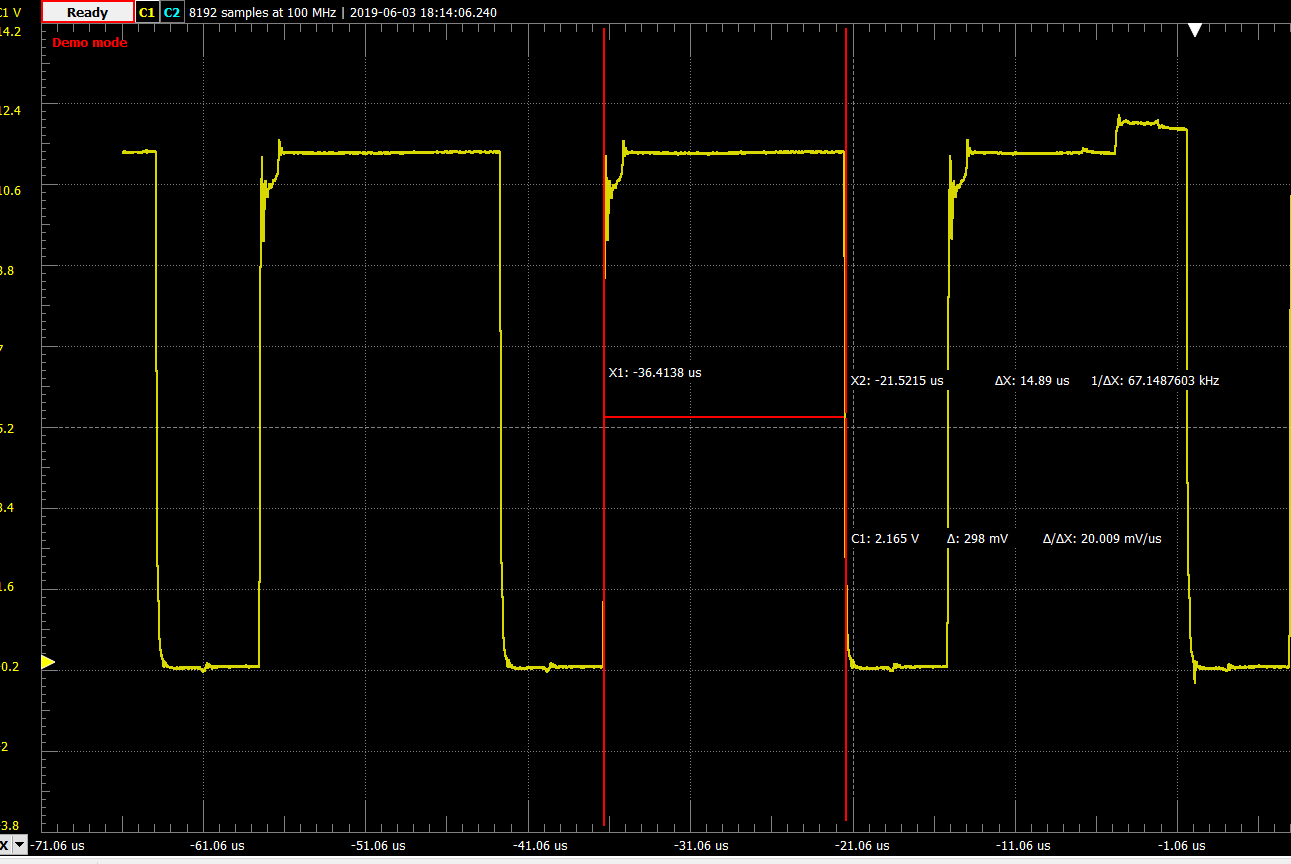 C1 V Ready C1 C2 8192 samples at 100 MHz | 2019-06-03 18:14:06.240
14.2
Demo mode
12.4
10.6
8.8
X1: -36.4138 us
7
X2: -21.5215 us ΔX: 14.89 us 1/ΔX: 67.1487603 kHz
5.2
3.4
C1: 2.165 V Δ: 298 mV Δ/ΔX: 20.009 mV/us
1.6
-0.2
-2
-3.8
X -71.06 us -61.06 us -51.06 us -41.06 us -31.06 us -21.06 us -11.06 us -1.06 us